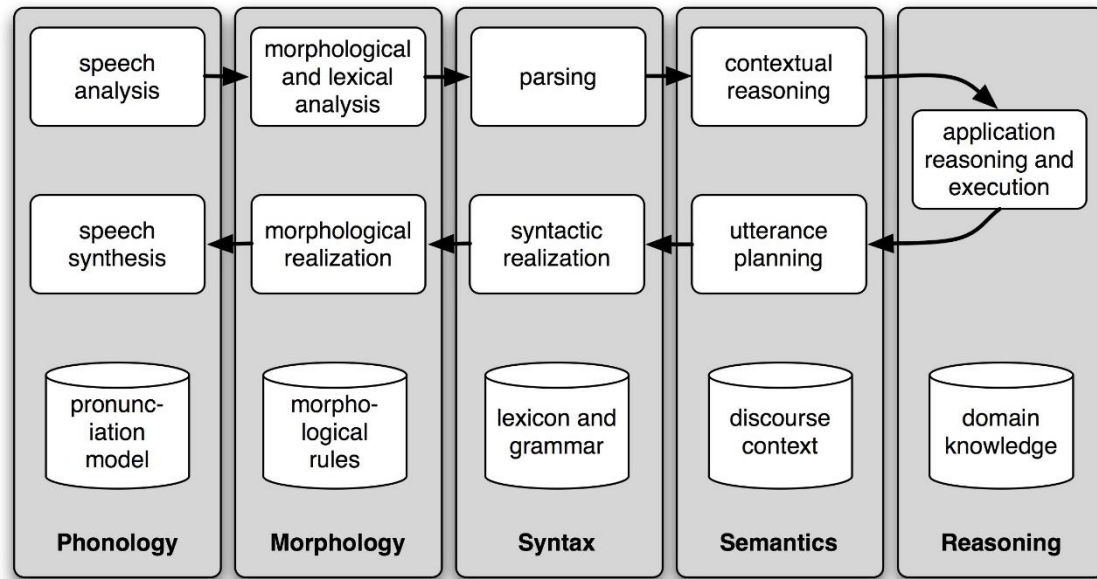 speech
analysis
morphological
and lexical
analysis
parsing
contextual
reasoning
application
reasoning and
execution
speech
synthesis
morphological
realization
syntactic
realization
utterance
planning
pronunc-
iation
model
morpho-
logical
rules
lexicon and
grammar
discourse
context
domain
knowledge
Phonology
Morphology
Syntax
Semantics
Reasoning